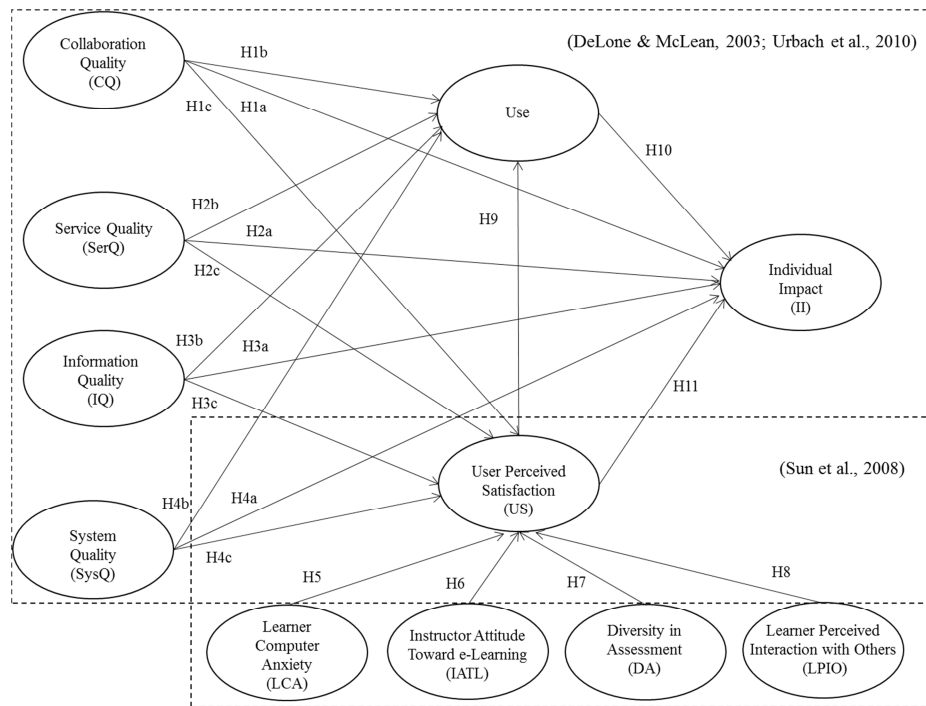 Collaboration
Quality
(CQ)
(DeLone & McLean, 2003; Urbach et al., 2010)
H1b
H1c
H1a
Use
H10
H2b
H2a
H9
Service Quality
(SerQ)
H2c
Individual
Impact
(II)
H3b
H3a
Information
Quality
(IQ)
H3c
H11
User Perceived
Satisfaction
(US)
(Sun et al., 2008)
H4b
H4a
System
Quality
(SysQ)
H4c
H5
H6
H7
H8
Learner
Computer
Anxiety
(LCA)
Instructor Attitude
Toward e-Learning
(IATL)
Diversity in
Assessment
(DA)
Learner Perceived
Interaction with Others
(LPIO)